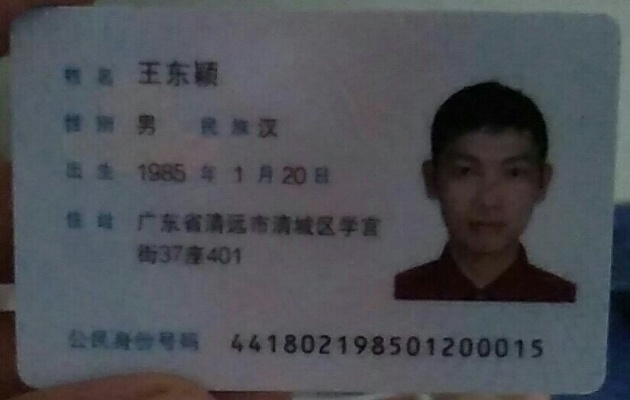 姓名 王东颖
性别 男 民族 汉
出生 1985 年 1 月 20 日
住址 广东省清远市清城区学宫
街37座401
公民身份号码 441802198501200015